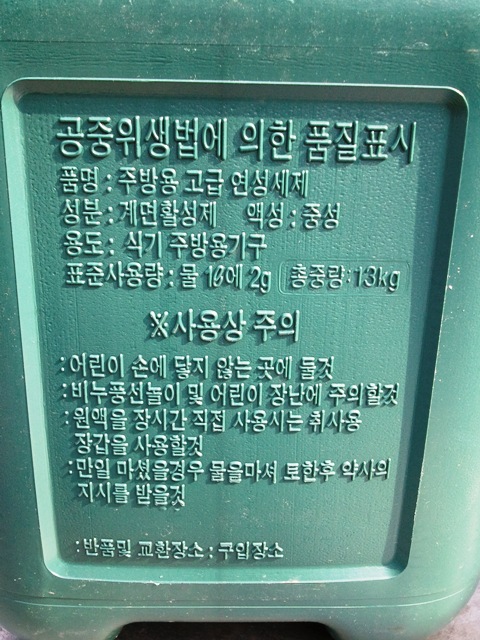 공중위생법에 의한 품질표시
품명 : 주방용 고급 연성세제
성분 : 계면활성제 액성 : 중성
용도 : 식기 주방용기구
표준사용량 : 물 1ℓ에 2g 총중량:13kg
※사용상 주의
:어린이 손에 닿지 않는 곳에 둘것
:비누풍선놀이 및 어린이 장난에 주의할것
:원액을 장시간 직접 사용시는 취사용
장갑을 사용할것
:만일 마셨을경우 물을마셔 토한후 약사의
지시를 받을것
:반품및 교환장소 : 구입장소